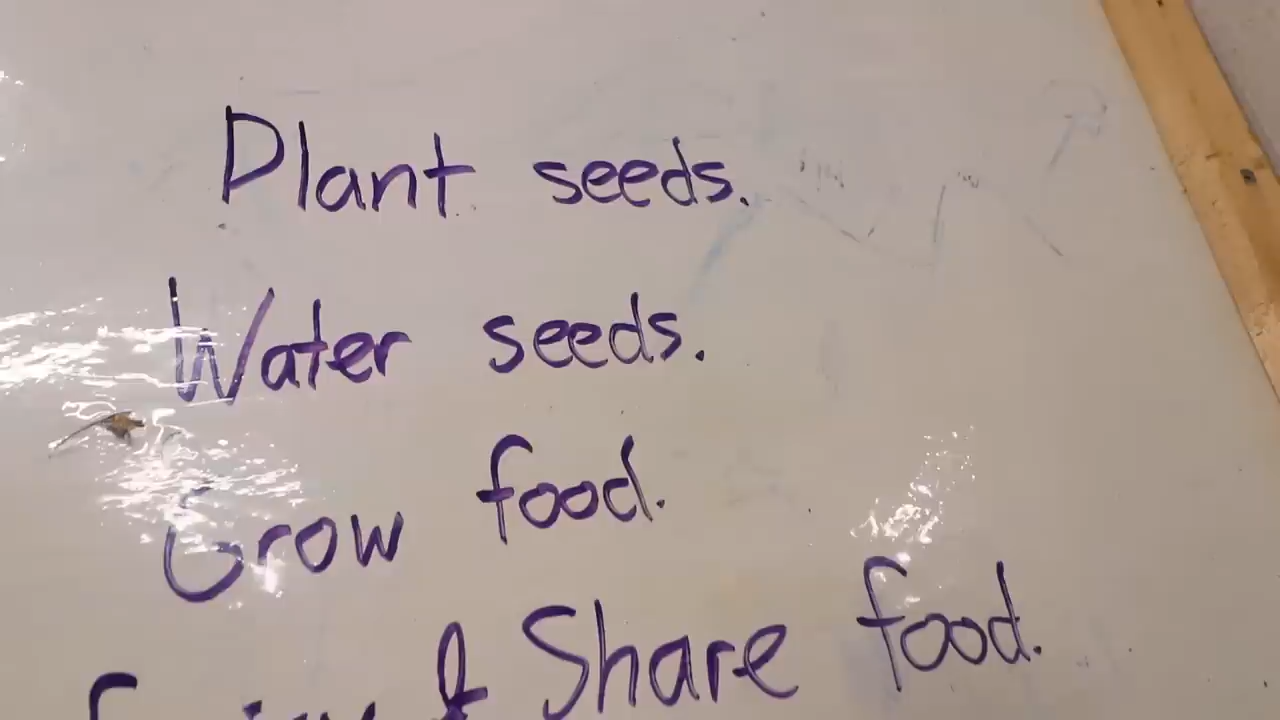 Plant seeds.
Water seeds.
Grow food.
& Share food.